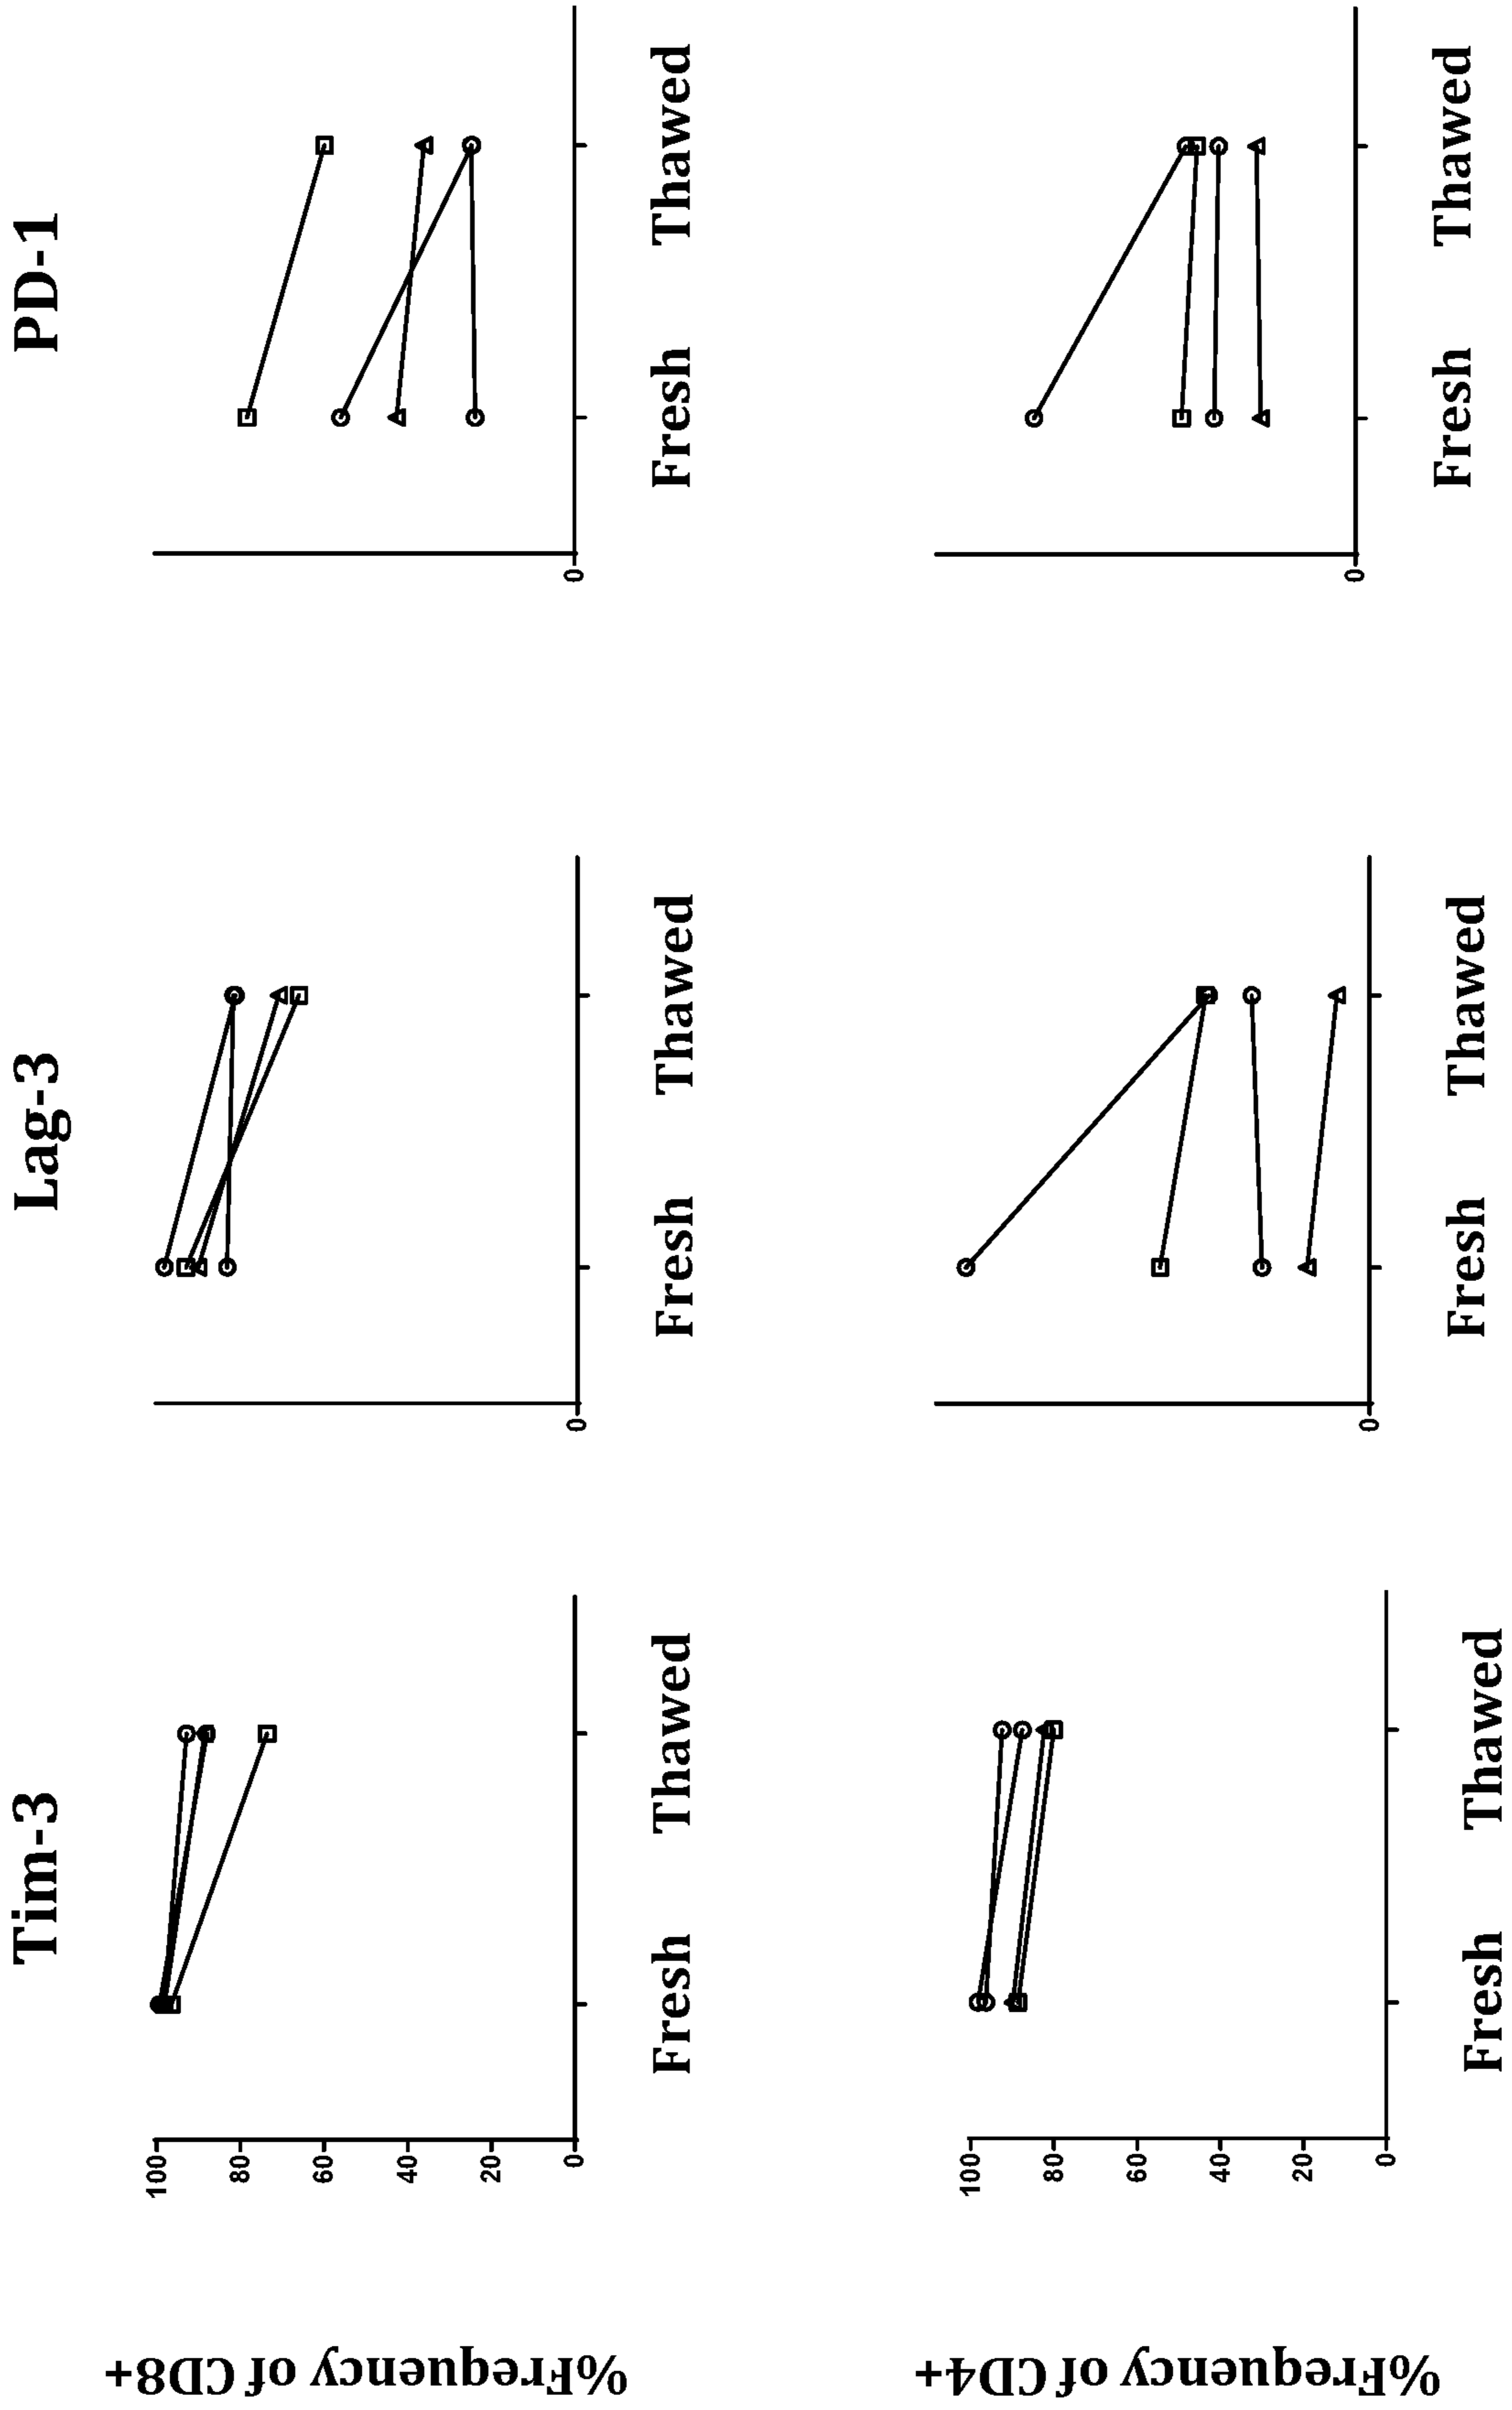 Tim-3
Lag-3
PD-1
%Frequency of CD8+
100
80
60
40
20
0
Fresh Thawed
0
Fresh Thawed
0
Fresh Thawed
%Frequency of CD4+
100
80
60
40
20
0
Fresh Thawed
0
Fresh Thawed
0
Fresh Thawed